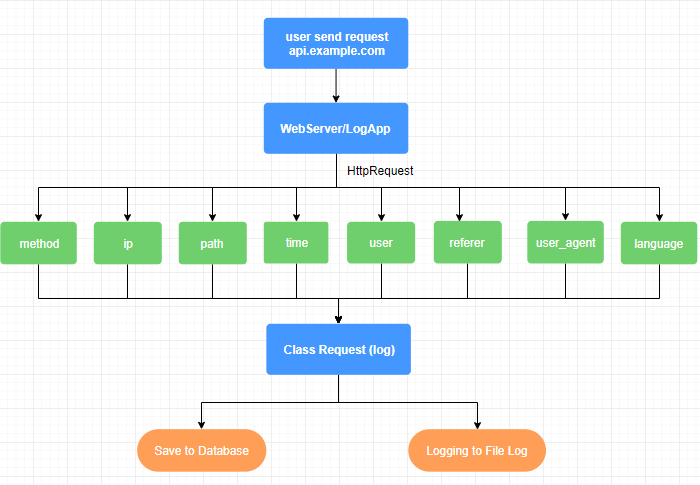 user send request
api.example.com
WebServer/LogApp
HttpRequest
method
ip
path
time
user
referer
user_agent
language
Class Request (log)
Save to Database
Logging to File Log